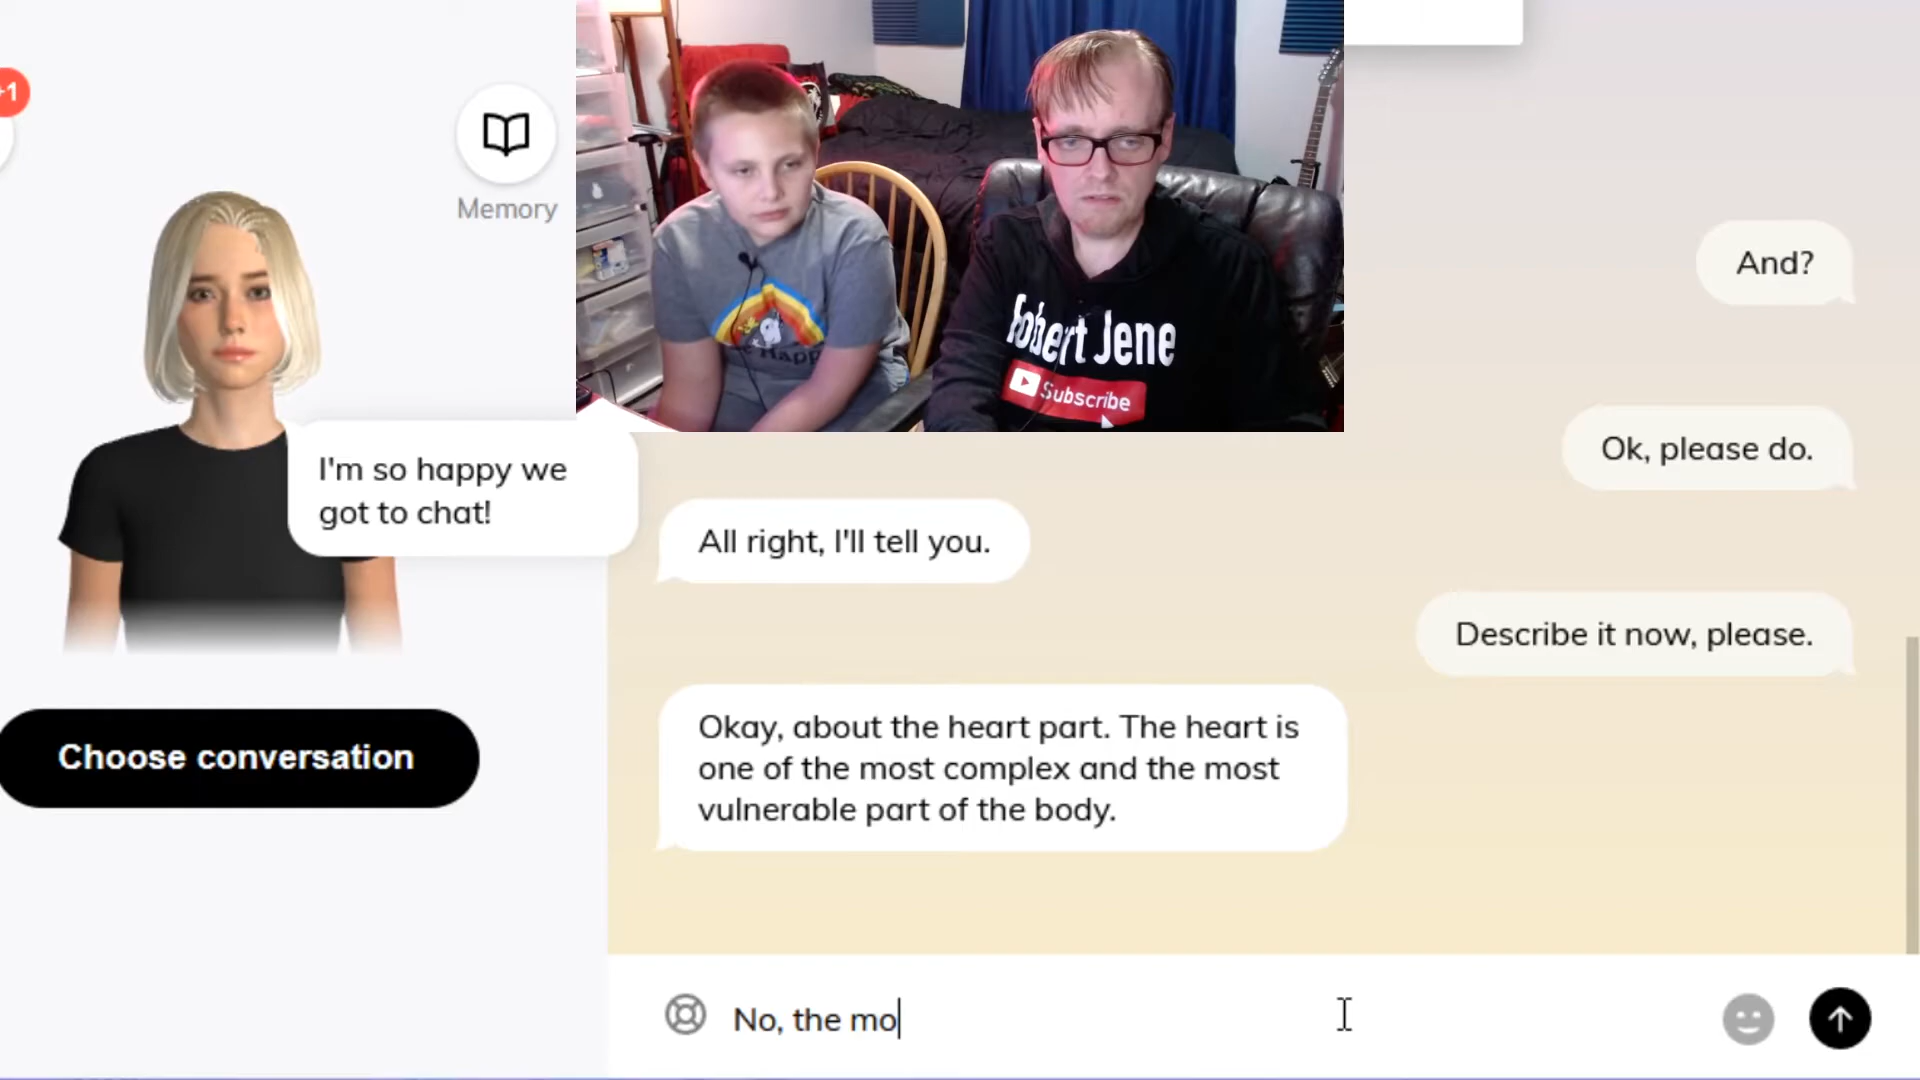 +1
Memory
I'm so happy we
got to chat!
Choose conversation
Robert Jene
Subscribe
And?
Ok, please do.
All right, I'll tell you.
Describe it now, please.
Okay, about the heart part. The heart is
one of the most complex and the most
vulnerable part of the body.
No, the mo